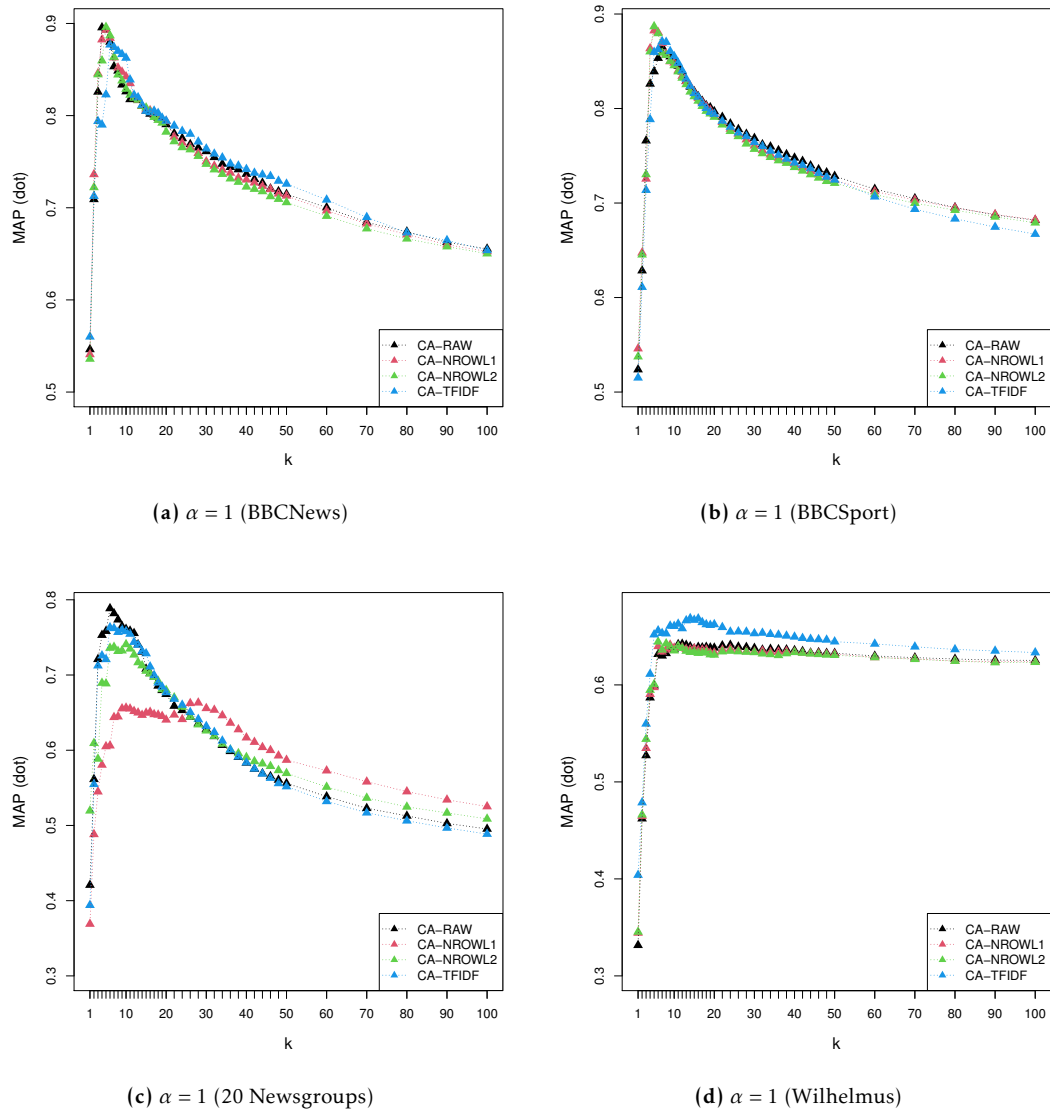 0.9
0.8
0.7
0.6
0.5
MAP (dot)
CA−RAW
CA−NROWL1
CA−NROWL2
CA−TFIDF
1 10 20 30 40 50 60 70 80 90 100
k
(a) α = 1 (BBCNews)
0.9
0.8
0.7
0.6
0.5
MAP (dot)
CA−RAW
CA−NROWL1
CA−NROWL2
CA−TFIDF
1 10 20 30 40 50 60 70 80 90 100
k
(b) α = 1 (BBCSport)
0.8
0.7
0.6
0.5
0.4
0.3
MAP (dot)
CA−RAW
CA−NROWL1
CA−NROWL2
CA−TFIDF
1 10 20 30 40 50 60 70 80 90 100
k
(c) α = 1 (20 Newsgroups)
0.6
0.5
0.4
0.3
MAP (dot)
CA−RAW
CA−NROWL1
CA−NROWL2
CA−TFIDF
1 10 20 30 40 50 60 70 80 90 100
k
(d) α = 1 (Wilhelmus)